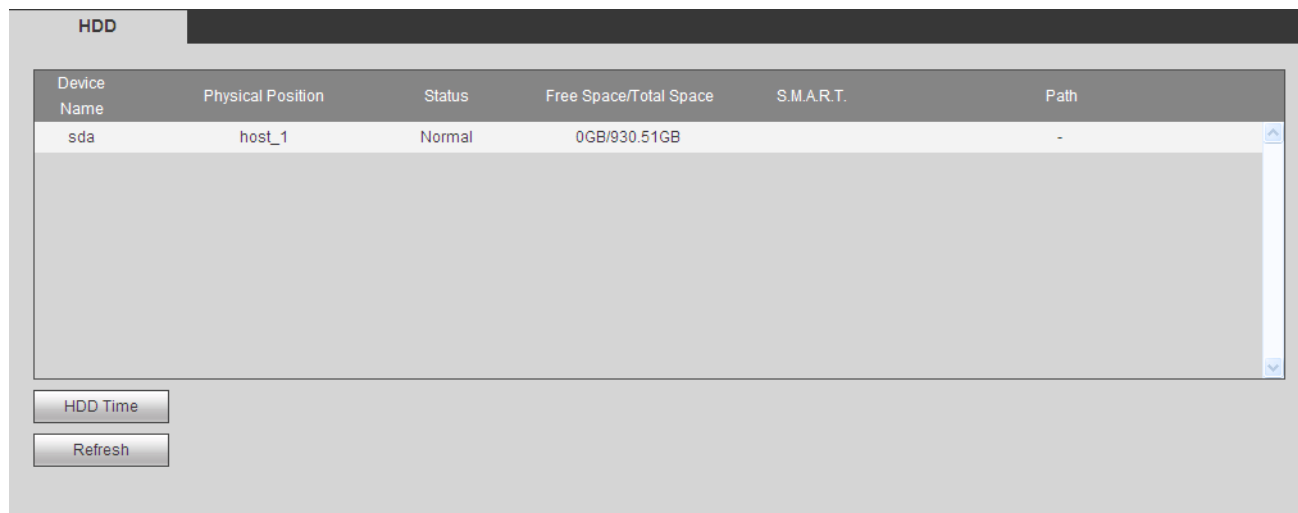 HDD
Device Name Physical Position Status Free Space/Total Space S.M.A.R.T. Path
sda host_1 Normal 0GB/930.51GB -
HDD Time
Refresh